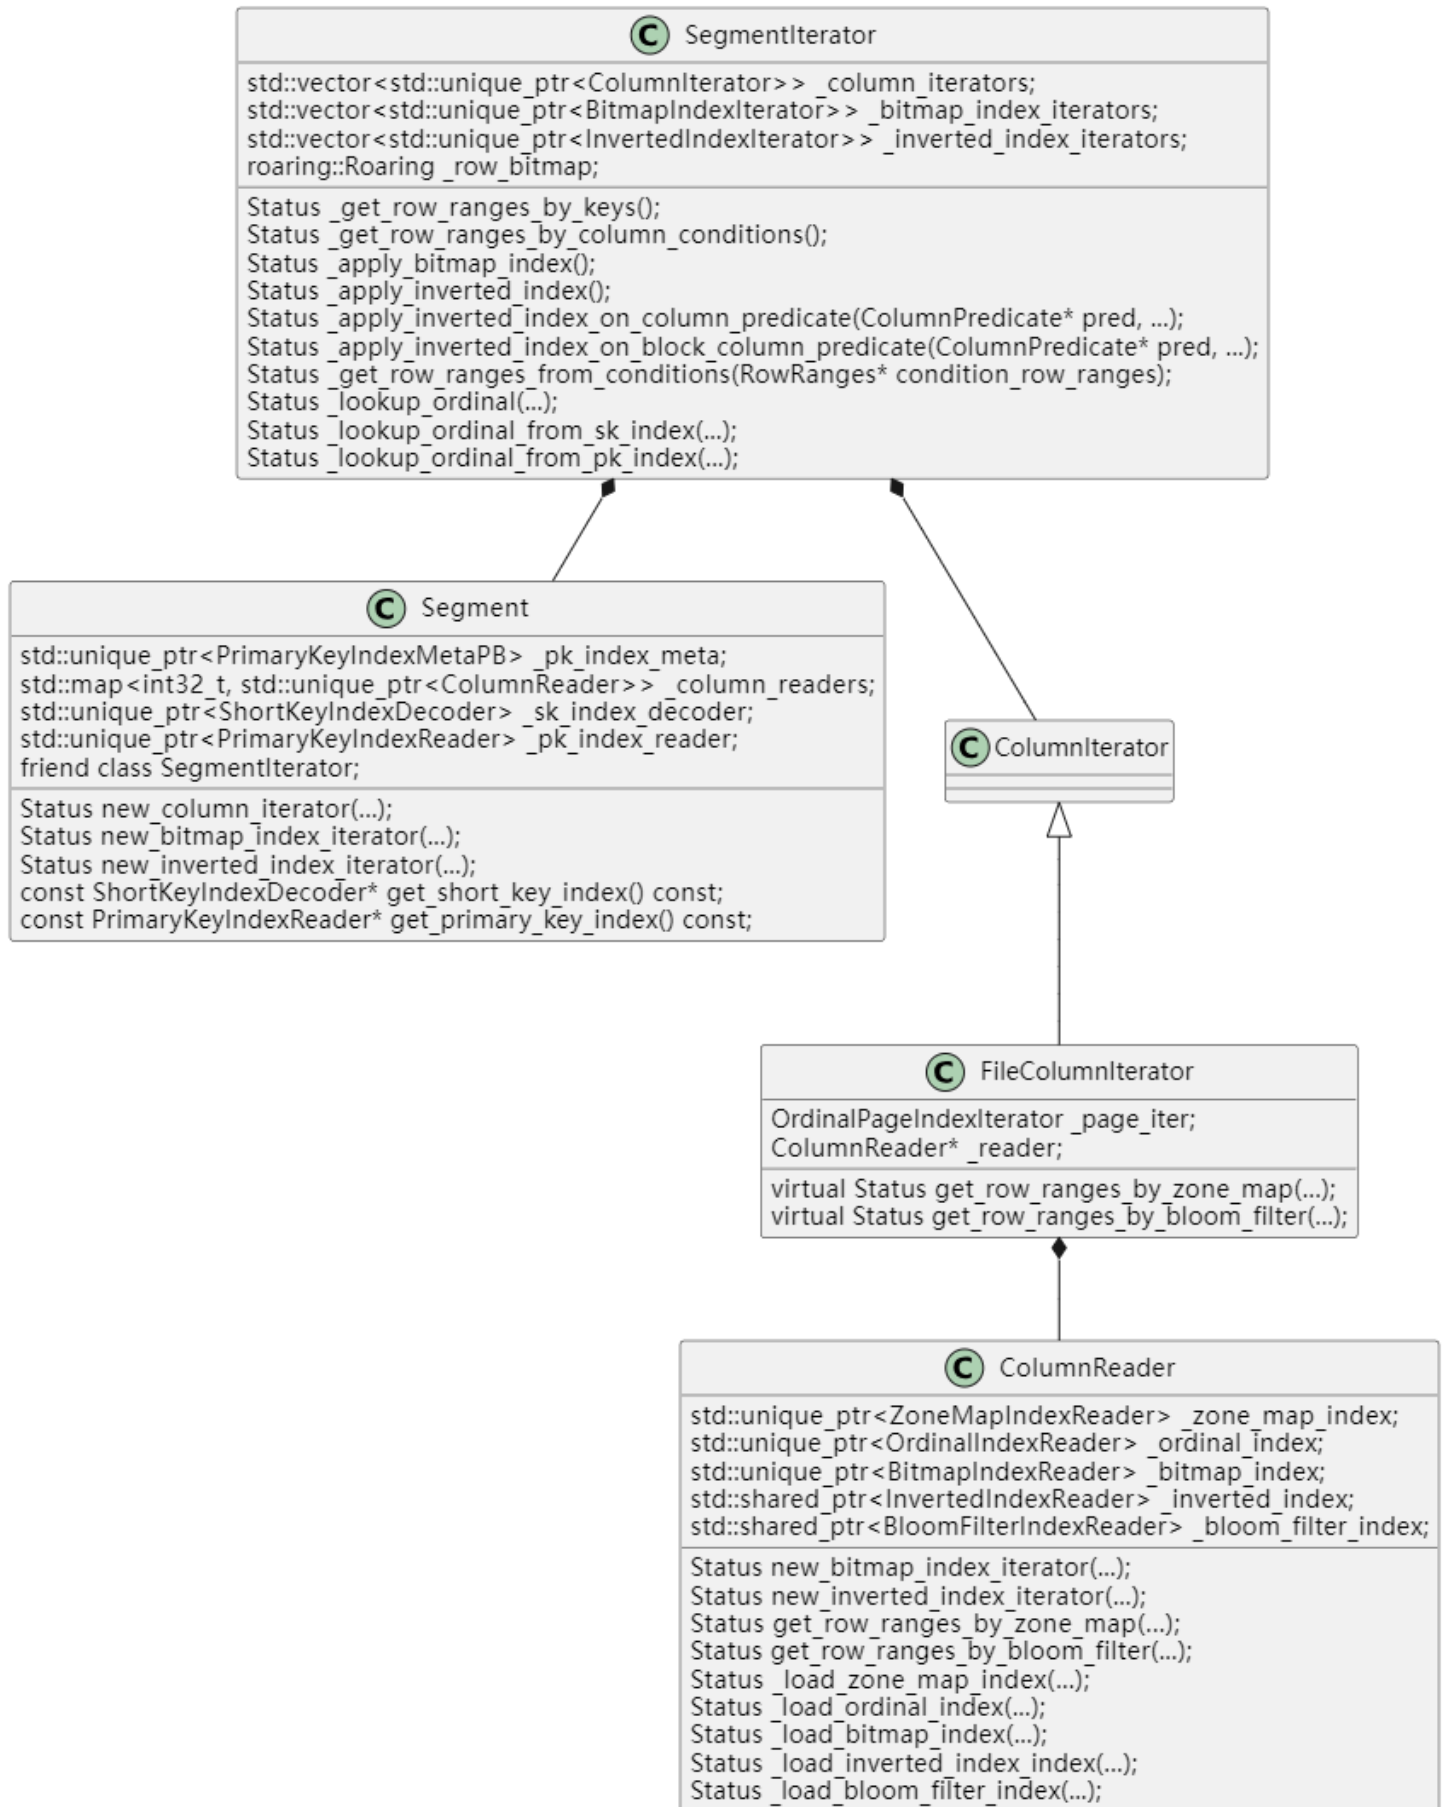 C SegmentIterator
std::vector<std::unique_ptr<ColumnIterator>> _column_iterators;
std::vector<std::unique_ptr<BitmapIndexIterator>> _bitmap_index_iterators;
std::vector<std::unique_ptr<InvertedIndexIterator>> _inverted_index_iterators;
roaring::Roaring _row_bitmap;
Status _get_row_ranges_by_keys();
Status _get_row_ranges_by_column_conditions();
Status _apply_bitmap_index();
Status _apply_inverted_index();
Status _apply_inverted_index_on_column_predicate(ColumnPredicate* pred, ...);
Status _apply_inverted_index_on_block_column_predicate(ColumnPredicate* pred, ...);
Status _get_row_ranges_from_conditions(RowRanges* condition_row_ranges);
Status _lookup_ordinal(...);
Status _lookup_ordinal_from_sk_index(...);
Status _lookup_ordinal_from_pk_index(...);
C Segment
std::unique_ptr<PrimaryKeyIndexMetaPB> _pk_index_meta;
std::map<int32_t, std::unique_ptr<ColumnReader>> _column_readers;
std::unique_ptr<ShortKeyIndexDecoder> _sk_index_decoder;
std::unique_ptr<PrimaryKeyIndexReader> _pk_index_reader;
friend class SegmentIterator;
Status new_column_iterator(...);
Status new_bitmap_index_iterator(...);
Status new_inverted_index_iterator(...);
const ShortKeyIndexDecoder* get_short_key_index() const;
const PrimaryKeyIndexReader* get_primary_key_index() const;
C ColumnIterator
C FileColumnIterator
OrdinalPageIndexIterator _page_iter;
ColumnReader* _reader;
virtual Status get_row_ranges_by_zone_map(...);
virtual Status get_row_ranges_by_bloom_filter(...);
C ColumnReader
std::unique_ptr<ZoneMapIndexReader> _zone_map_index;
std::unique_ptr<OrdinalIndexReader> _ordinal_index;
std::unique_ptr<BitmapIndexReader> _bitmap_index;
std::shared_ptr<InvertedIndexReader> _inverted_index;
std::shared_ptr<BloomFilterIndexReader> _bloom_filter_index;
Status new_bitmap_index_iterator(...);
Status new_inverted_index_iterator(...);
Status get_row_ranges_by_zone_map(...);
Status get_row_ranges_by_bloom_filter(...);
Status _load_zone_map_index(...);
Status _load_ordinal_index(...);
Status _load_bitmap_index(...);
Status _load_inverted_index_index(...);
Status _load_bloom_filter_index(...);